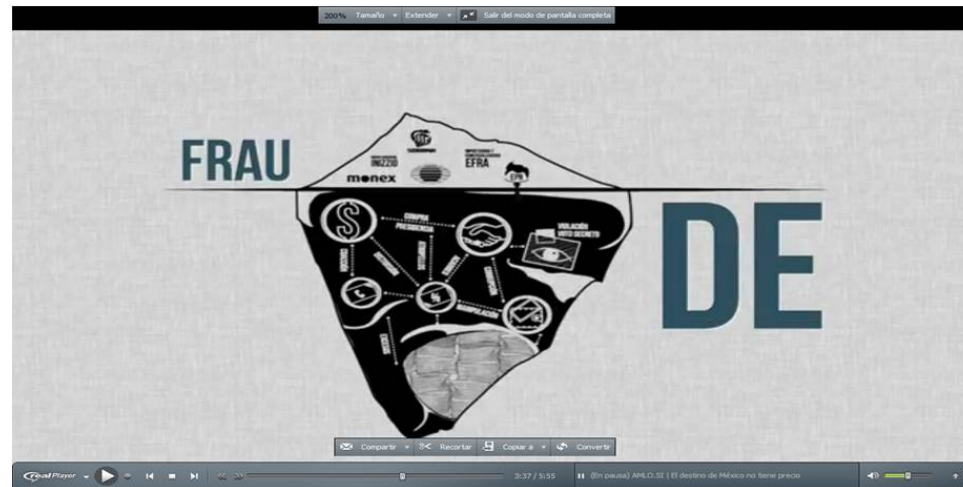 200% Tamaño Extender Salir del modo de pantalla completa
FRAU
INIZZIO
EFRA
monex
EPN
DE
COMPRA
PRESIDENCIA
VIOLACIÓN
VOTO SECRETO
MANIPULACIÓN
Compartir Recortar Copiar a Convertir
RealPlayer 3:37 / 5:55 (En pausa) AMLO.SI | El destino de México no tiene precio